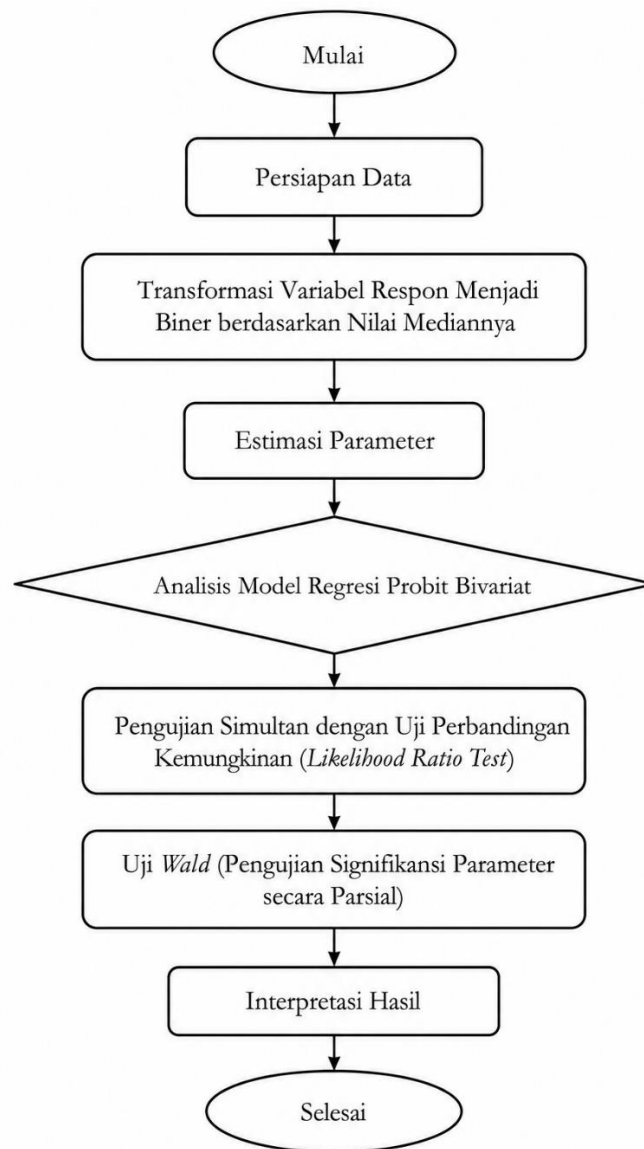 Mulai
Persiapan Data
Transformasi Variabel Respon Menjadi
Biner berdasarkan Nilai Mediannya
Estimasi Parameter
Analisis Model Regresi Probit Bivariat
Pengujian Simultan dengan Uji Perbandingan
Kemungkinan (Likelihood Ratio Test)
Uji Wald (Pengujian Signifikansi Parameter
secara Parsial)
Interpretasi Hasil
Selesai